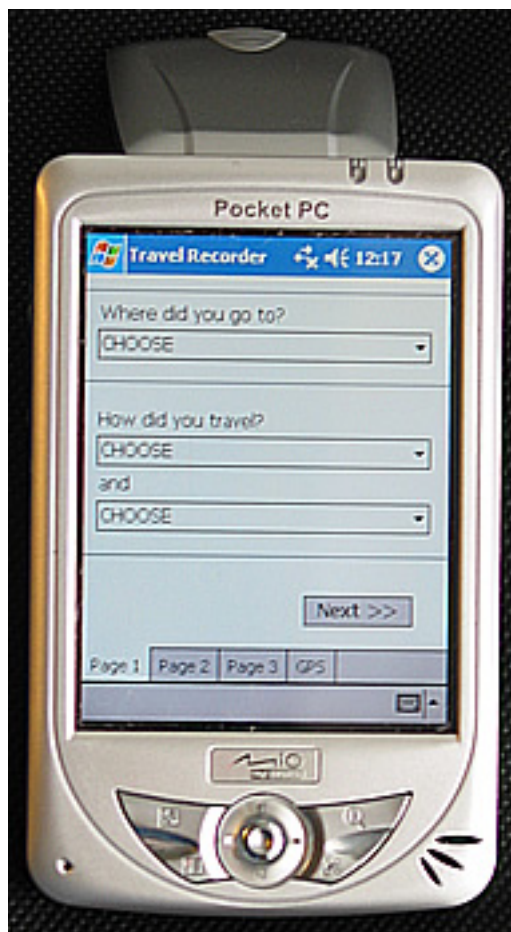 Pocket PC
Travel Recorder 12:17
Where did you go to?
CHOOSE
How did you travel?
CHOOSE
and
CHOOSE
Next >>
Page 1 Page 2 Page 3 GPS
Mio